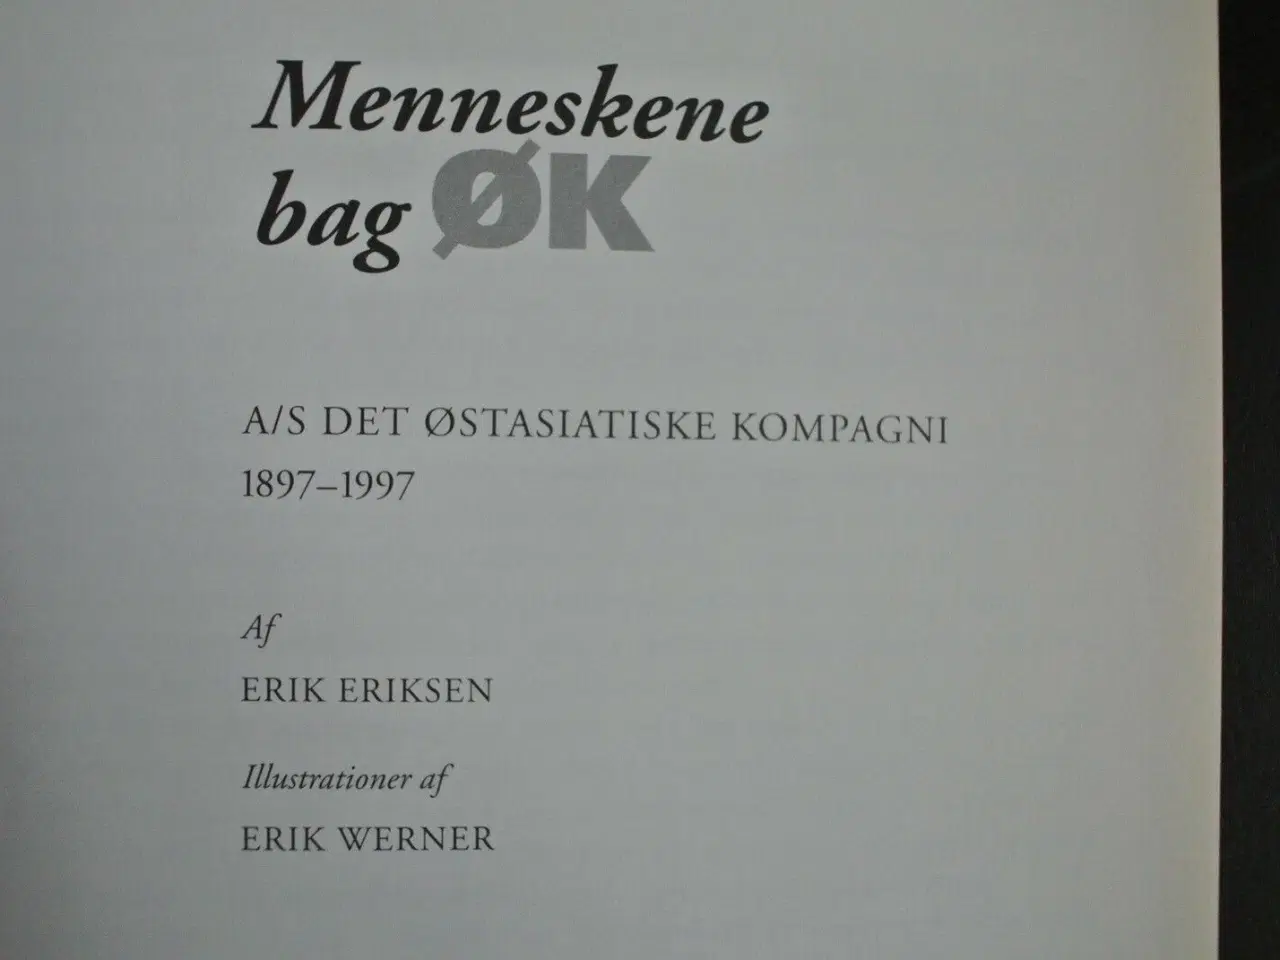 Menneskene
bag ØK
A/S DET ØSTASIATISKE KOMPAGNI
1897–1997
Af
ERIK ERIKSEN
Illustrationer af
ERIK WERNER